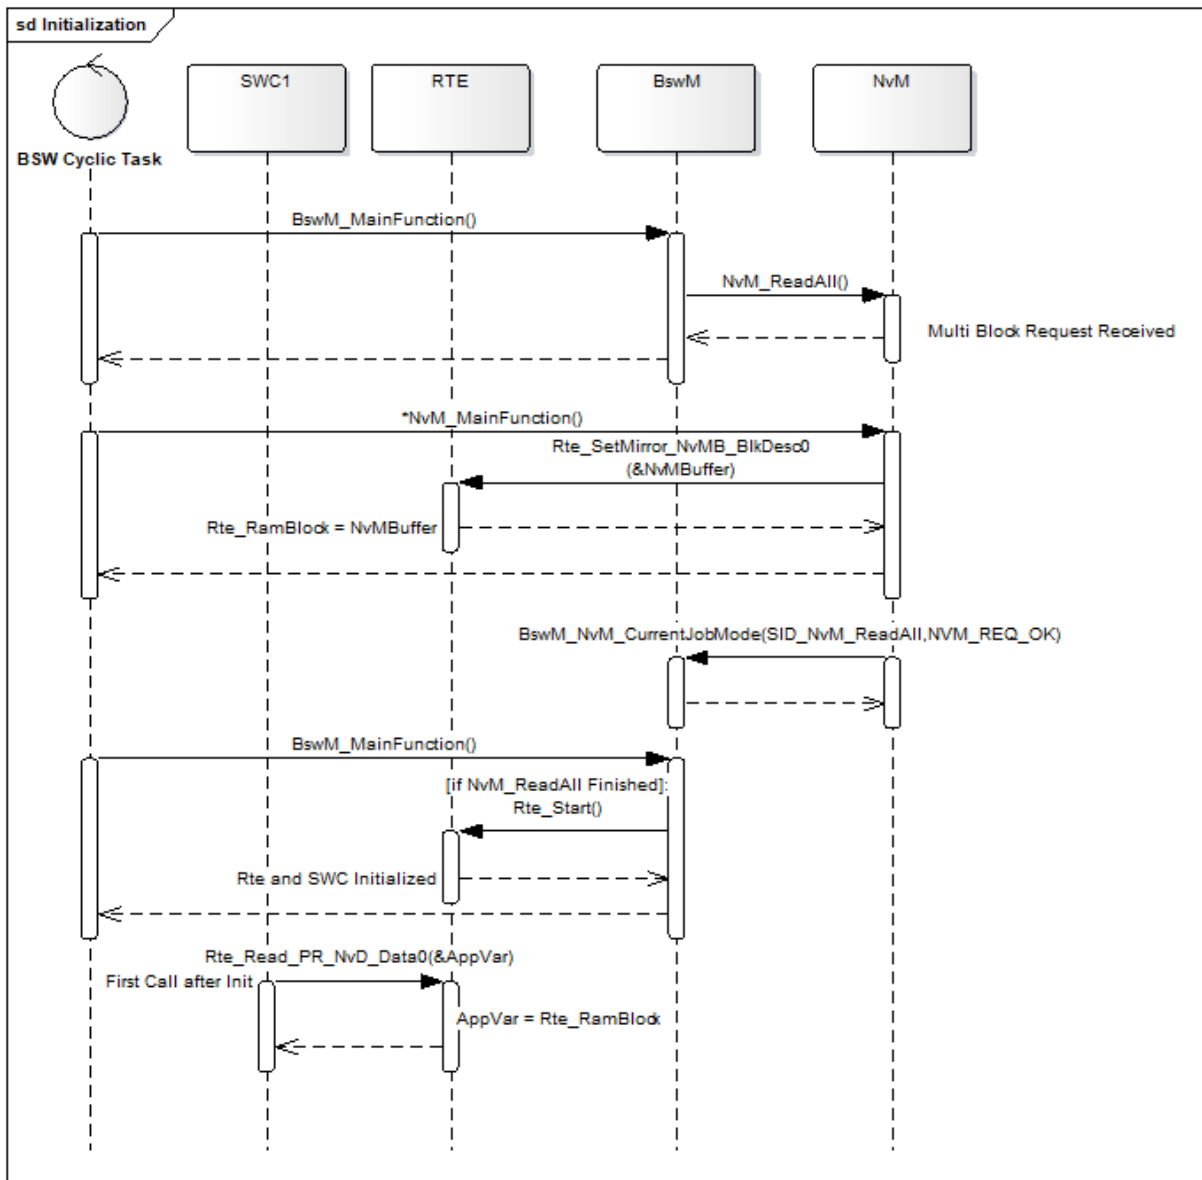 sd Initialization
SWC1
RTE
BswM
NvM
BSW Cyclic Task
BswM_MainFunction()
NvM_ReadAll()
Multi Block Request Received
*NvM_MainFunction()
Rte_SetMirror_NvMB_BlkDesc0
(&NvMBuffer)
Rte_RamBlock = NvMBuffer
BswM_NvM_CurrentJobMode(SID_NvM_ReadAll,NVM_REQ_OK)
BswM_MainFunction()
[if NvM_ReadAll Finished]:
Rte_Start()
Rte and SWC Initialized
Rte_Read_PR_NvD_Data0(&AppVar)
First Call after Init
AppVar = Rte_RamBlock